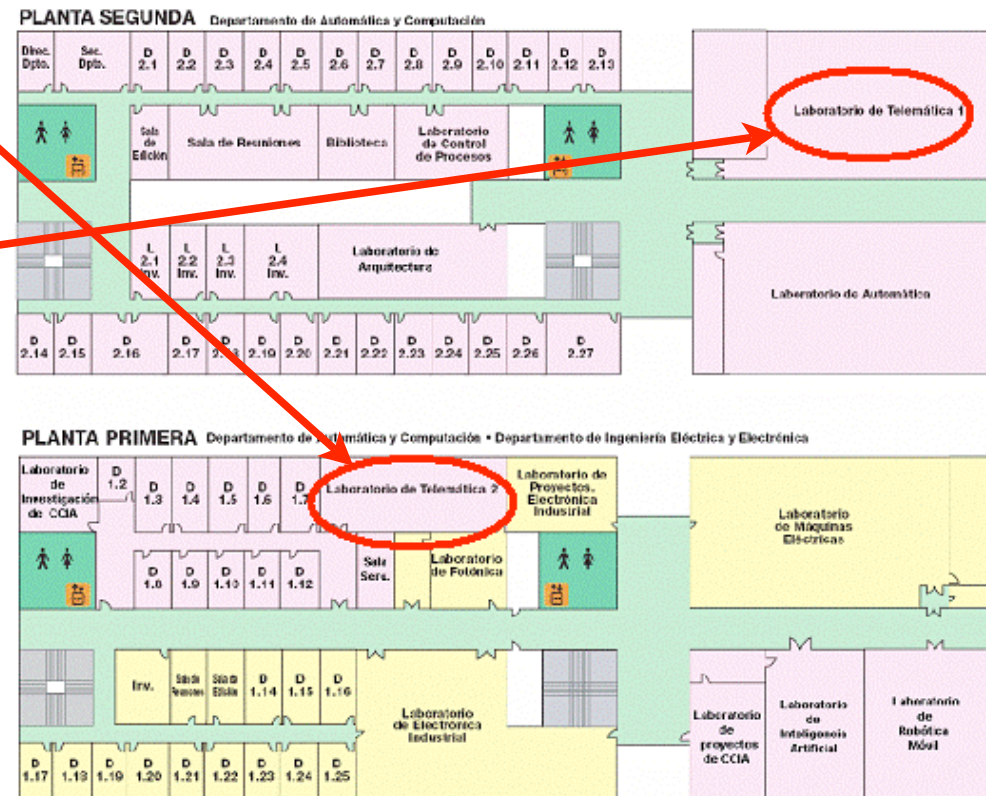 PLANTA SEGUNDA Departamento de Automática y Computación
Direc. Dpto.
Sec. Dpto.
D 2.1
D 2.2
D 2.3
D 2.4
D 2.5
D 2.6
D 2.7
D 2.8
D 2.9
D 2.10
D 2.11
D 2.12
D 2.13
Sala
de
Edición
Sala de Reuniones
Biblioteca
Laboratorio
de Control
de Procesos
Laboratorio de Telemática 1
L
2.1
Inv.
L
2.2
Inv.
L
2.3
Inv.
L
2.4
Inv.
Laboratorio de
Arquitectura
Laboratorio de Automática
D 2.14
D 2.15
D 2.16
D 2.17
D 2.18
D 2.19
D 2.20
D 2.21
D 2.22
D 2.23
D 2.24
D 2.25
D 2.26
D 2.27
PLANTA PRIMERA Departamento de Automática y Computación • Departamento de Ingeniería Eléctrica y Electrónica
Laboratorio
de
Investigación
de CCIA
D 1.2
D 1.3
D 1.4
D 1.5
D 1.6
D 1.7
Laboratorio de Telemática 2
Laboratorio de
Proyectos.
Electrónica
Industrial
Laboratorio
de Máquinas
Eléctricas
D 1.8
D 1.9
D 1.10
D 1.11
D 1.12
Sala
Serv.
Laboratorio
de Fotónica
Inv.
Sala de
Reuniones
Sala de
Edición
D 1.14
D 1.15
D 1.16
Laboratorio
de Electrónica
Industrial
Laboratorio
de
proyectos
de CCIA
Laboratorio
de
Inteligencia
Artificial
Laboratorio
de
Robótica
Móvil
D 1.17
D 1.18
D 1.19
D 1.20
D 1.21
D 1.22
D 1.23
D 1.24
D 1.25